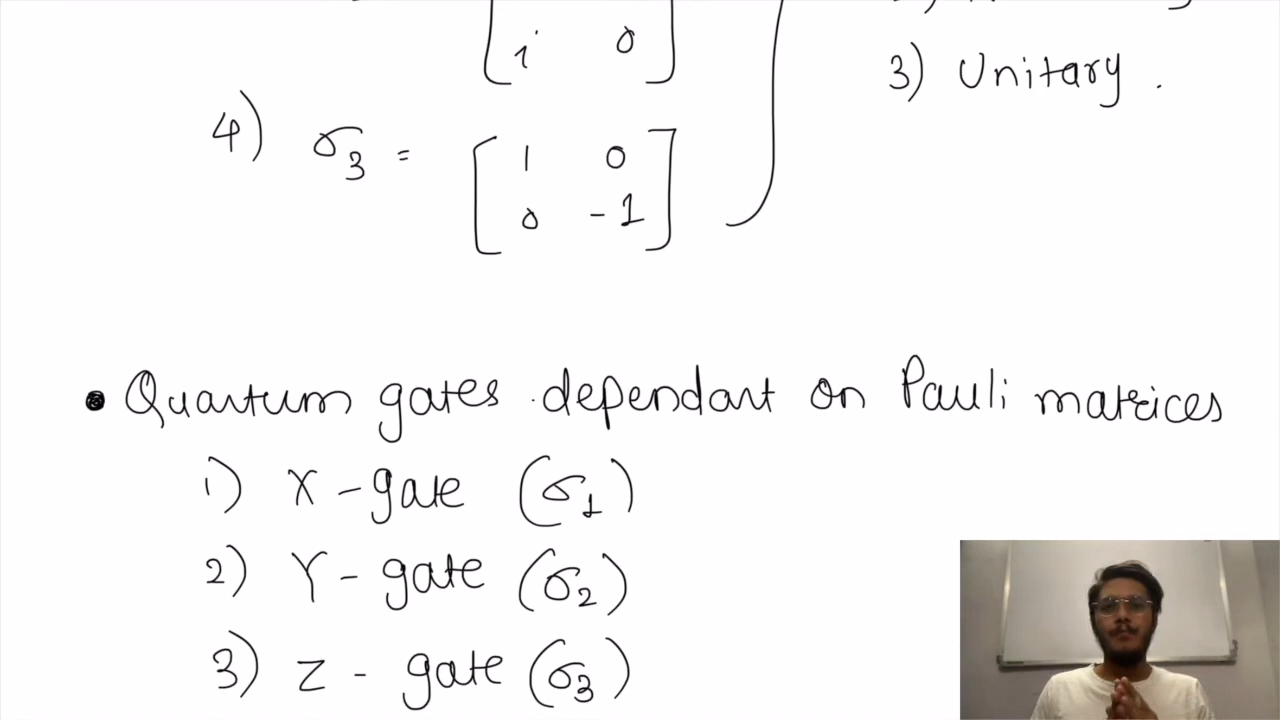 i 0
3) Unitary .
4) σ3 = [ 1 0
0 -1 ]
• Quantum gates dependant on Pauli matrices
1) X - gate (σ1)
2) Y - gate (σ2)
3) Z - gate (σ3)